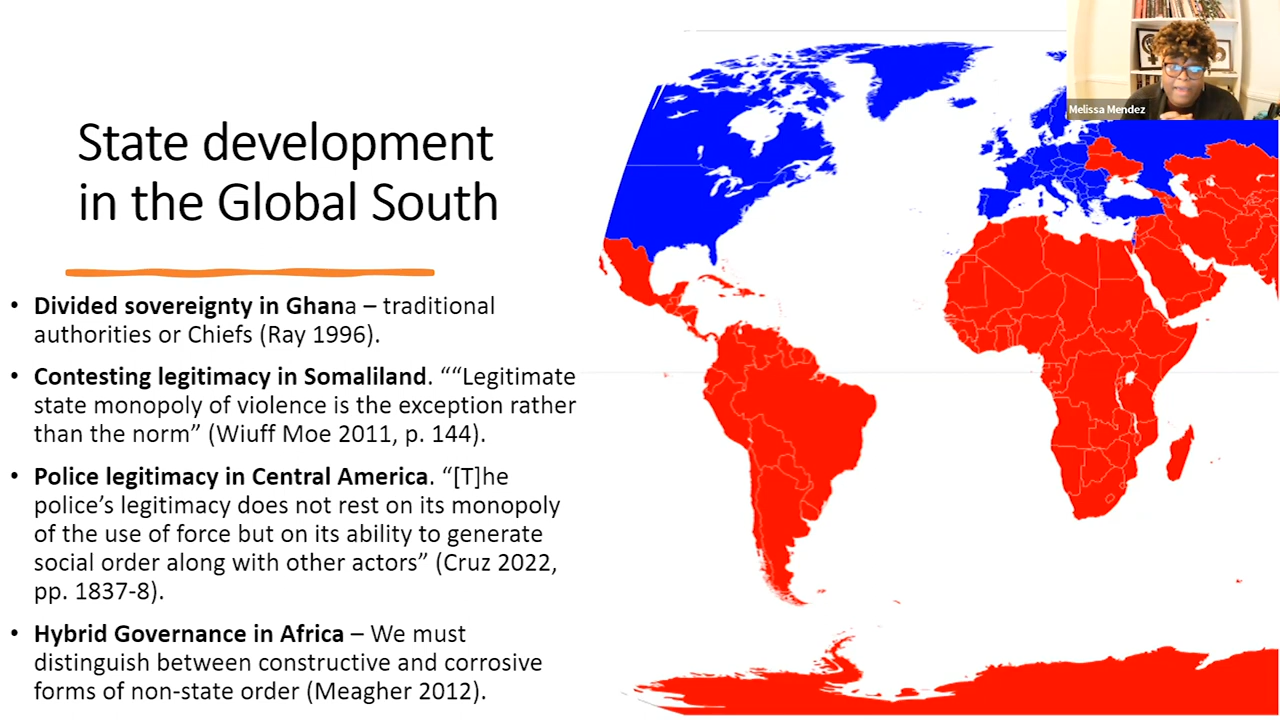 State development
in the Global South
• Divided sovereignty in Ghana – traditional
authorities or Chiefs (Ray 1996).
• Contesting legitimacy in Somaliland. ““Legitimate
state monopoly of violence is the exception rather
than the norm” (Wiuff Moe 2011, p. 144).
• Police legitimacy in Central America. “[T]he
police’s legitimacy does not rest on its monopoly
of the use of force but on its ability to generate
social order along with other actors” (Cruz 2022,
pp. 1837-8).
• Hybrid Governance in Africa – We must
distinguish between constructive and corrosive
forms of non-state order (Meagher 2012).
Melissa Mendez